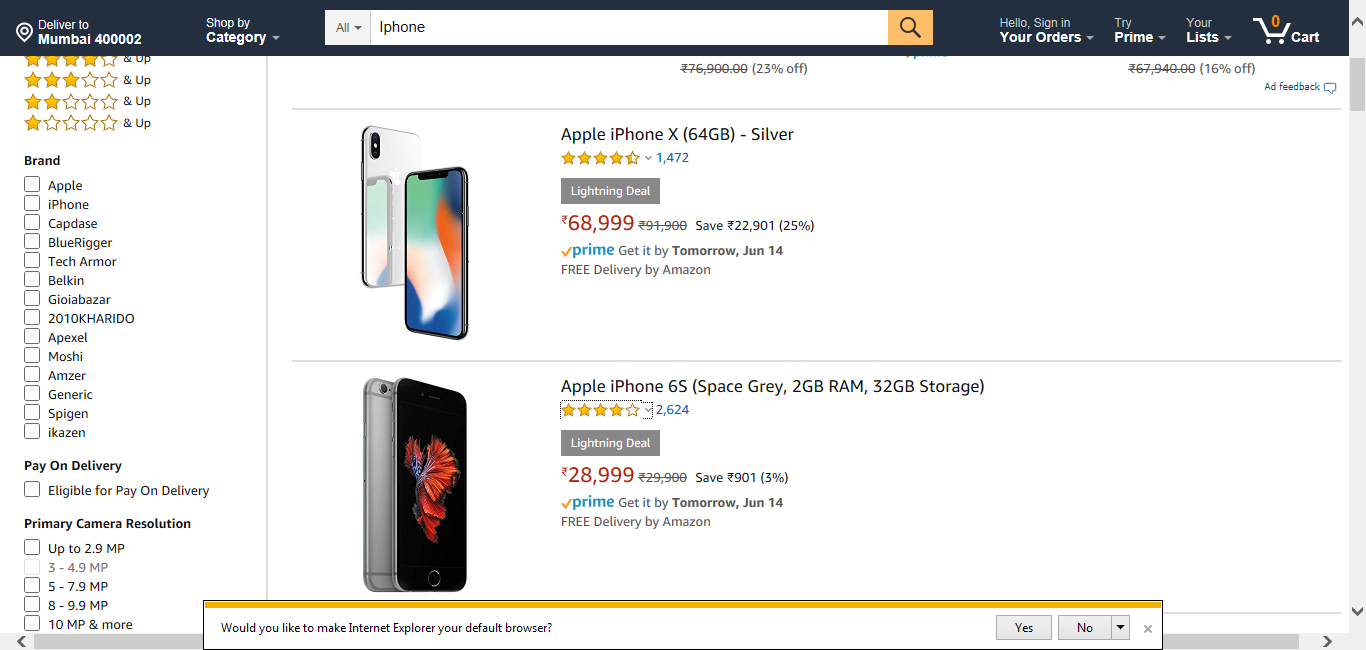 Deliver to
Mumbai 400002
Shop by
Category
All
Iphone
Hello, Sign in
Your Orders
Try
Prime
Your
Lists
0
Cart
& Up
& Up
& Up
& Up
Brand
Apple
iPhone
Capdase
BlueRigger
Tech Armor
Belkin
Gioiabazar
2010KHARIDO
Apexel
Moshi
Amzer
Generic
Spigen
ikazen
Pay On Delivery
Eligible for Pay On Delivery
Primary Camera Resolution
Up to 2.9 MP
3 - 4.9 MP
5 - 7.9 MP
8 - 9.9 MP
10 MP & more
₹76,900.00 (23% off)
₹67,940.00 (16% off)
Ad feedback
Apple iPhone X (64GB) - Silver
1,472
Lightning Deal
₹68,999 ₹91,900 Save ₹22,901 (25%)
prime Get it by Tomorrow, Jun 14
FREE Delivery by Amazon
Apple iPhone 6S (Space Grey, 2GB RAM, 32GB Storage)
2,624
Lightning Deal
₹28,999 ₹29,900 Save ₹901 (3%)
prime Get it by Tomorrow, Jun 14
FREE Delivery by Amazon
Would you like to make Internet Explorer your default browser?
Yes
No